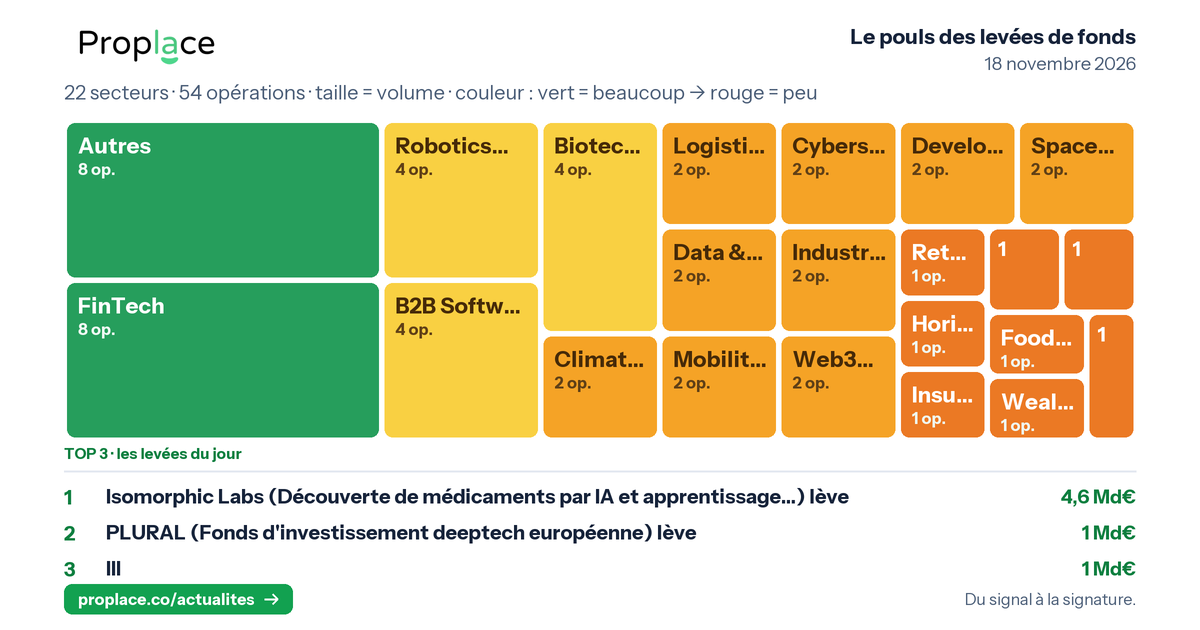 Proplace
Le pouls des levées de fonds
18 novembre 2026
22 secteurs · 54 opérations · taille = volume · couleur : vert = beaucoup → rouge = peu
Autres
8 op.
FinTech
8 op.
Robotics...
4 op.
B2B Softw...
4 op.
Biotec...
4 op.
Climat...
2 op.
Logisti...
2 op.
Data &...
2 op.
Mobilit...
2 op.
Cybers...
2 op.
Industr...
2 op.
Web3...
2 op.
Develo...
2 op.
Space...
2 op.
Ret...
1 op.
Hori...
1 op.
Insu...
1 op.
1
1
Food...
1 op.
Weal...
1 op.
1
TOP 3 · les levées du jour
1 Isomorphic Labs (Découverte de médicaments par IA et apprentissage...) lève 4,6 Md€
2 PLURAL (Fonds d'investissement deeptech européenne) lève 1 Md€
3 III 1 Md€
proplace.co/actualites →
Du signal à la signature.